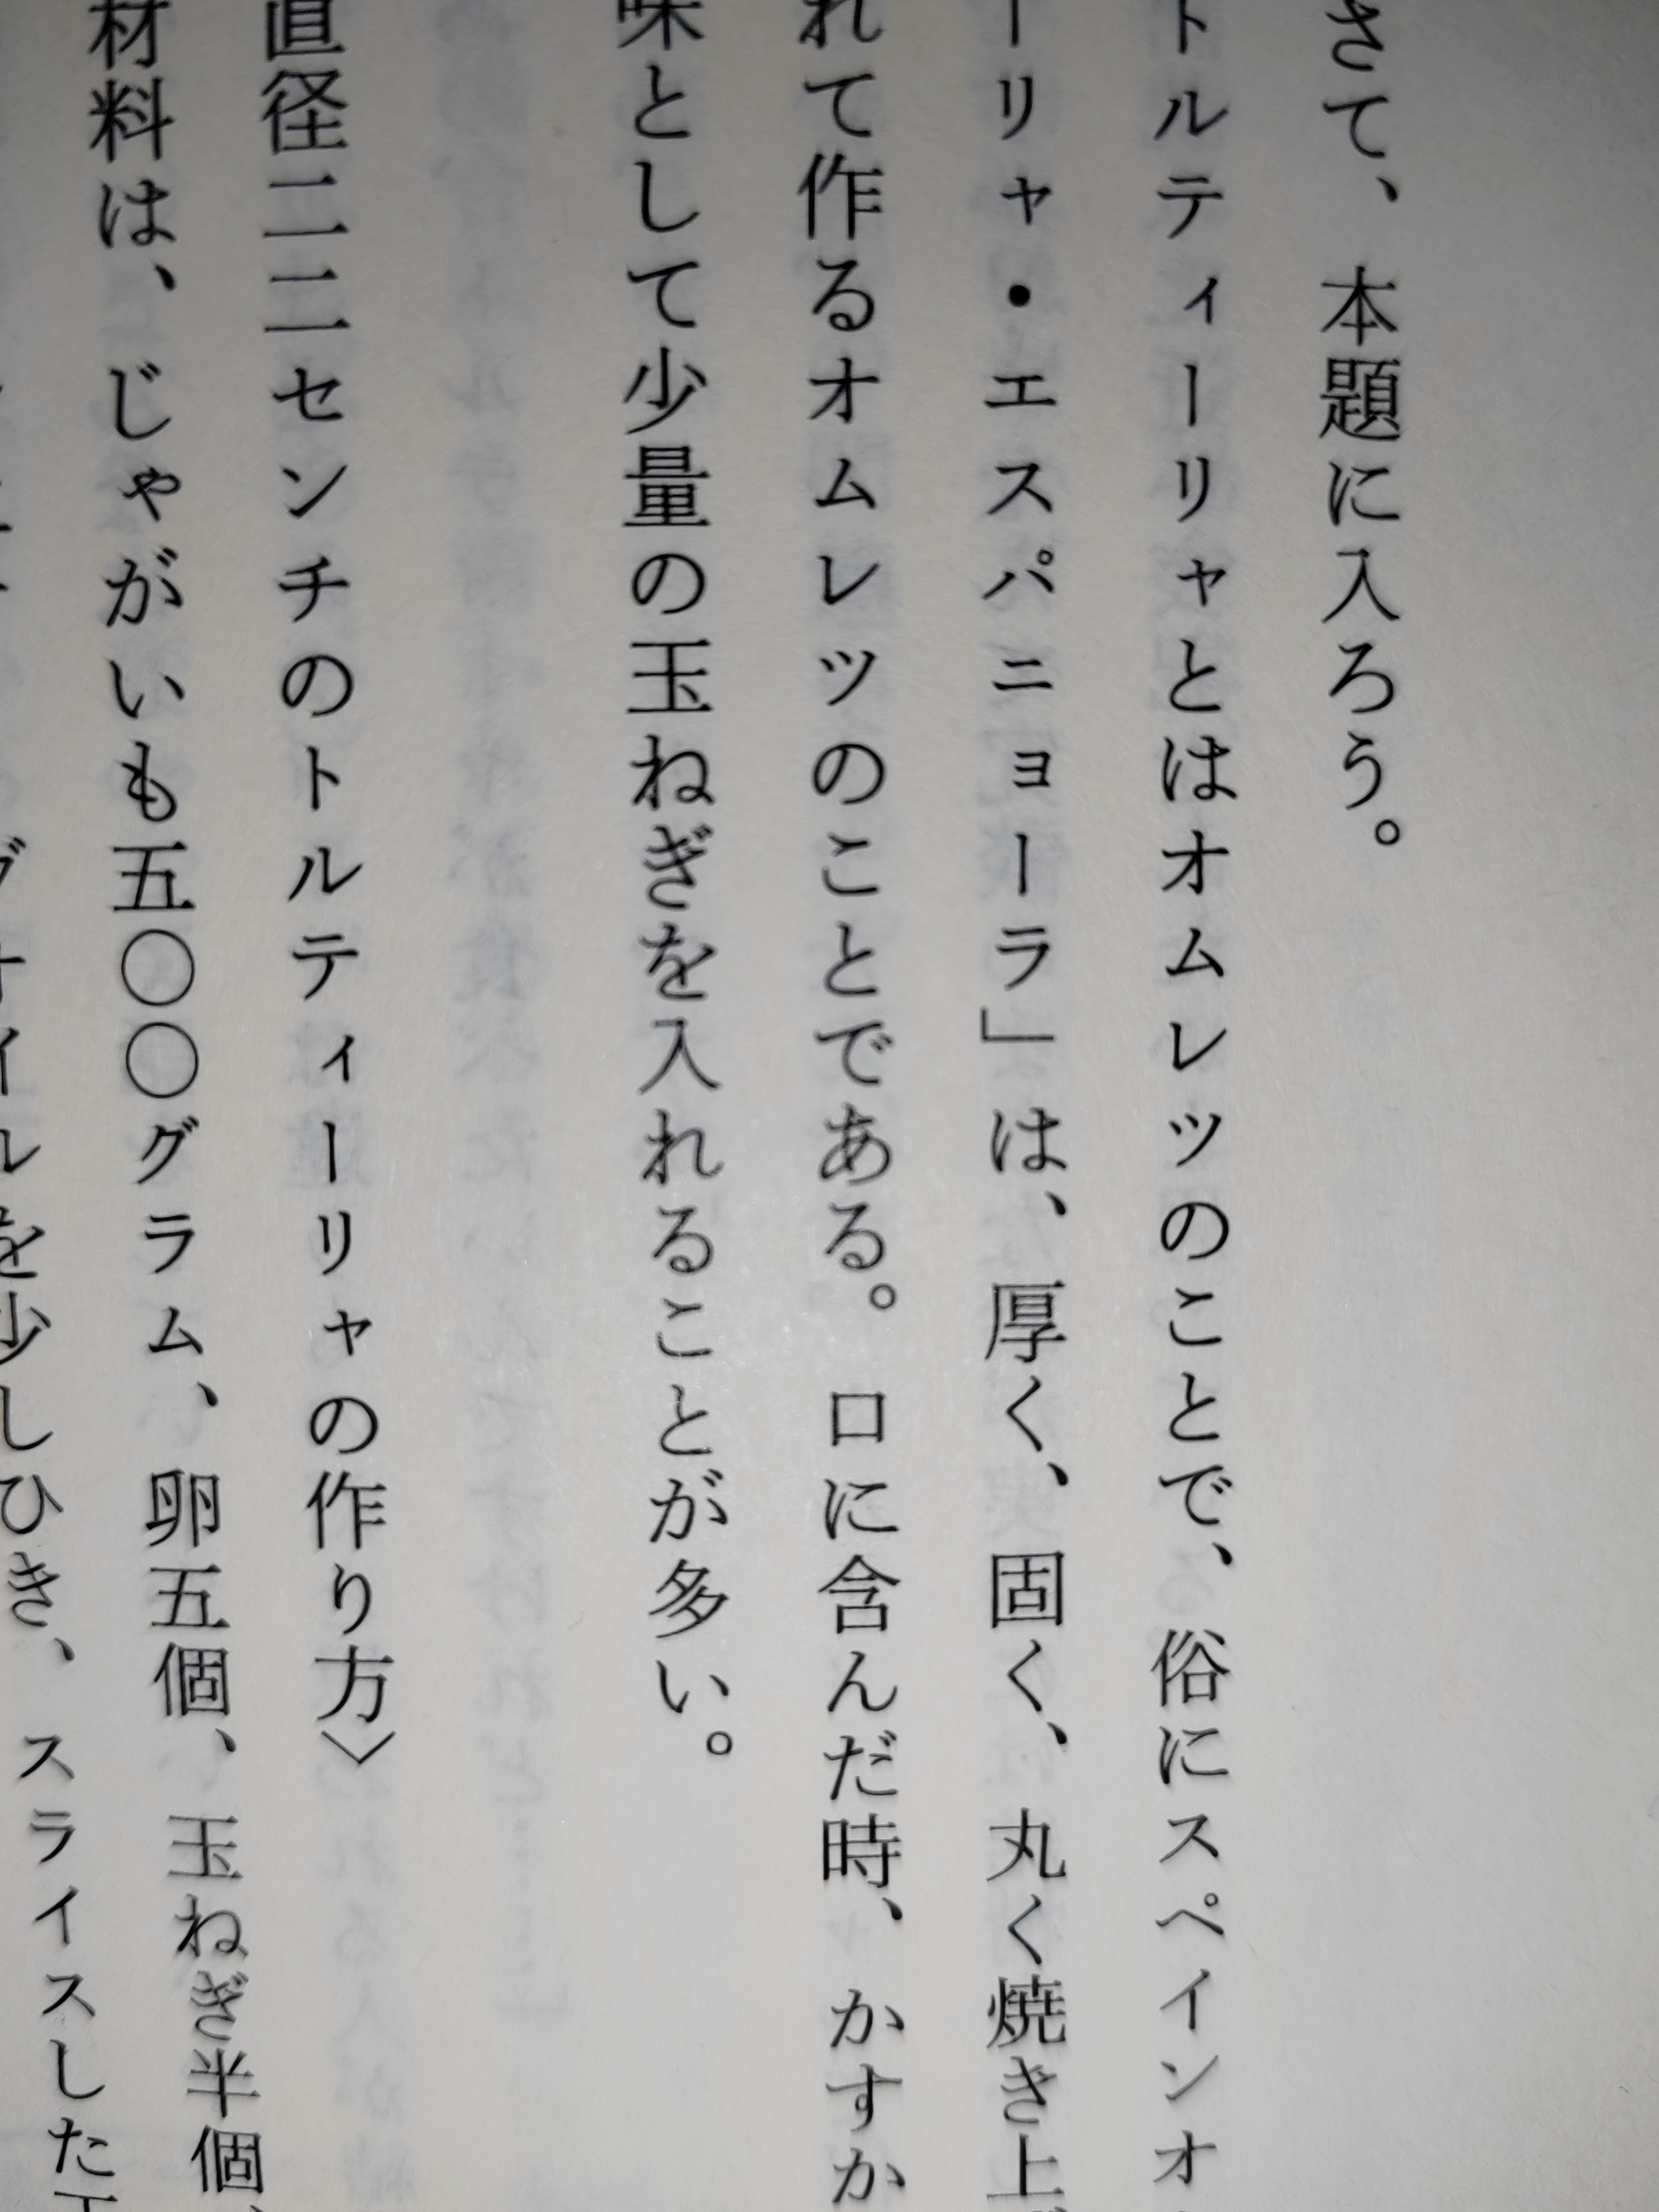 さて、本題に入ろう。
トルティーリャとはオムレツのことで、俗にスペインオ
ーリャ・エスパニョーラ」は、厚く、固く、丸く焼き上
れて作るオムレツのことである。口に含んだ時、かすか
味として少量の玉ねぎを入れることが多い。
直径二二センチのトルティーリャの作り方〉
材料は、じゃがいも五〇〇グラム、卵五個、玉ねぎ半個、
オイルを少しひき、スライスした